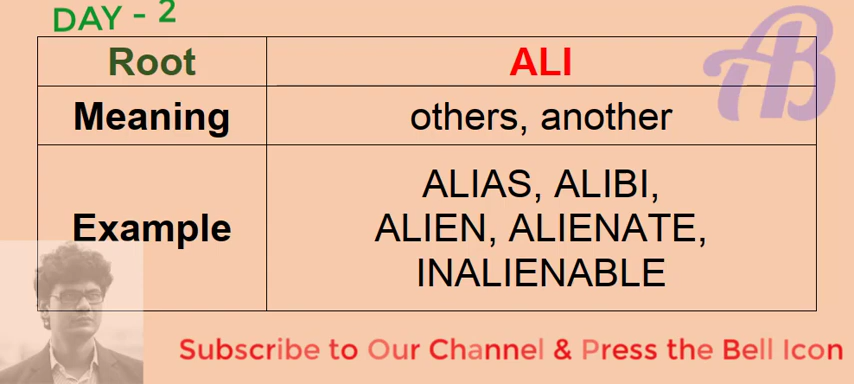 DAY - 2
Root ALI
Meaning others, another
Example ALIAS, ALIBI,
ALIEN, ALIENATE,
INALIENABLE
AB
Subscribe to Our Channel & Press the Bell Icon